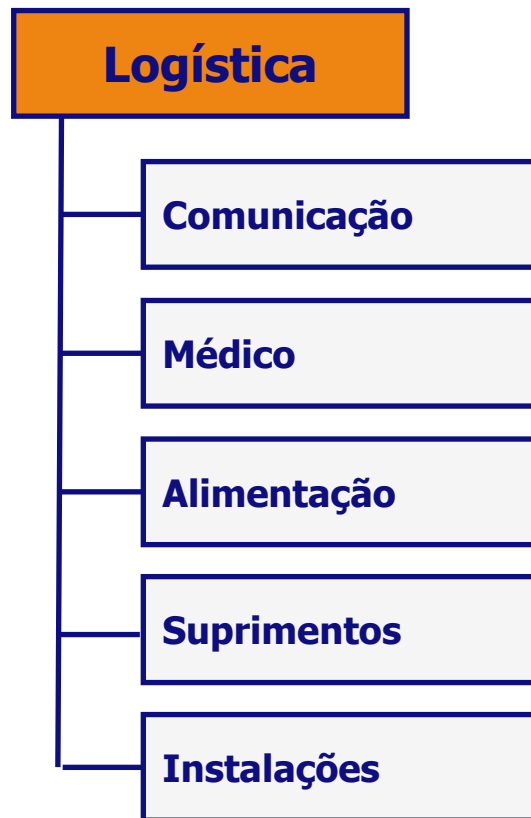 Logística
Comunicação
Médico
Alimentação
Suprimentos
Instalações